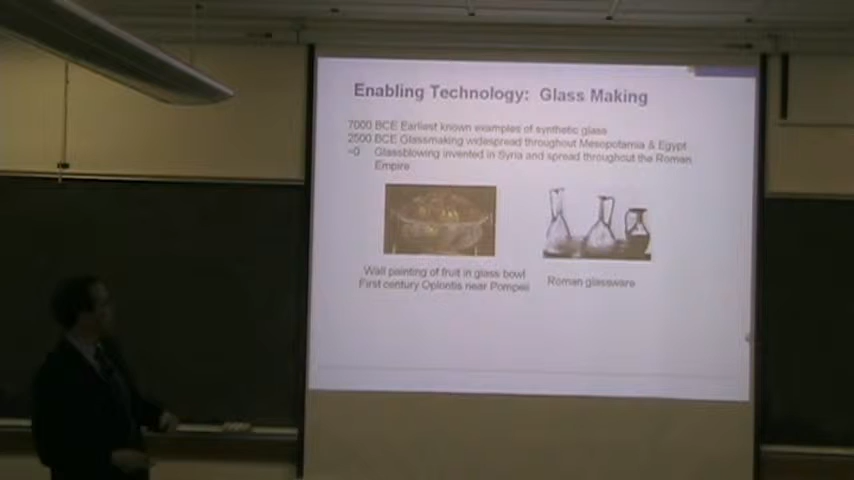 Enabling Technology: Glass Making
7000 BCE Earliest known examples of synthetic glass
2500 BCE Glassmaking widespread throughout Mesopotamia & Egypt
~0 Glassblowing invented in Syria and spread throughout the Roman
Empire
Wall painting of fruit in glass bowl
First century Oplontis near Pompeii
Roman glassware